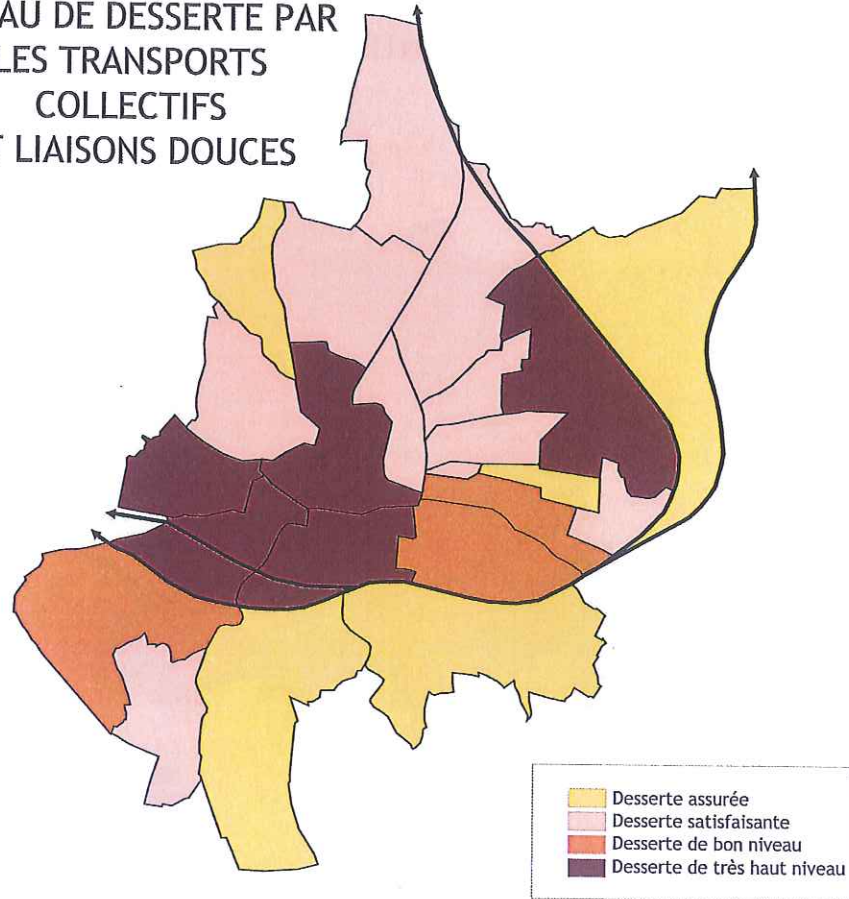 AU DE DESSERTE PAR
LES TRANSPORTS
COLLECTIFS
LIAISONS DOUCES
Desserte assurée
Desserte satisfaisante
Desserte de bon niveau
Desserte de très haut niveau